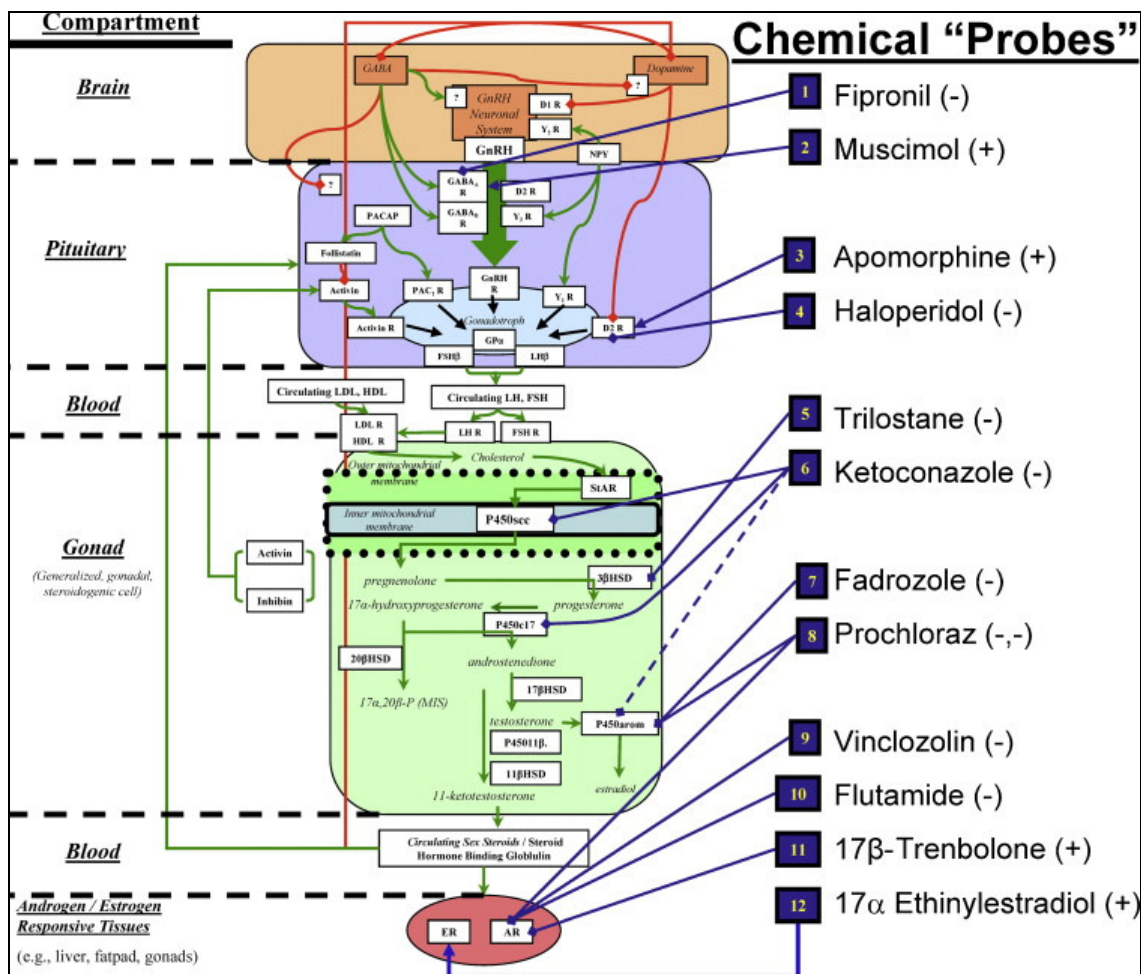 Compartment
Chemical "Probes"
Brain
GABA
Dopamine
?
?
GnRH
Neuronal
System
D1 R
Y₂ R
GnRH
NPY
1
Fipronil (-)
2
Muscimol (+)
Pituitary
?
GABA_A
R
D2 R
GABA_B
R
Y₂ R
PACAP
Follistatin
Activin
PAC₁ R
GnRH
R
Y₁ R
Activin R
Gonadotroph
D2 R
GPα
FSHβ
LHβ
3
Apomorphine (+)
4
Haloperidol (-)
Blood
Circulating LDL, HDL
Circulating LH, FSH
LDL R
HDL R
LH R
FSH R
5
Trilostane (-)
6
Ketoconazole (-)
Outer mitochondrial
membrane
Cholesterol
StAR
Inner mitochondrial
membrane
P450scc
Gonad
(Generalized, gonadal,
steroidogenic cell)
Activin
Inhibin
pregnenolone
3βHSD
17α-hydroxyprogesterone
progesterone
P450c17
20βHSD
androstenedione
17α,20β-P (MIS)
17βHSD
testosterone
P450arom
P45011β.
11βHSD
estradiol
11-ketotestosterone
7
Fadrozole (-)
8
Prochloraz (-,-)
9
Vinclozolin (-)
10
Flutamide (-)
11
17β-Trenbolone (+)
12
17α Ethinylestradiol (+)
Blood
Circulating Sex Steroids / Steroid
Hormone Binding Globlulin
Androgen / Estrogen
Responsive Tissues
(e.g., liver, fatpad, gonads)
ER
AR